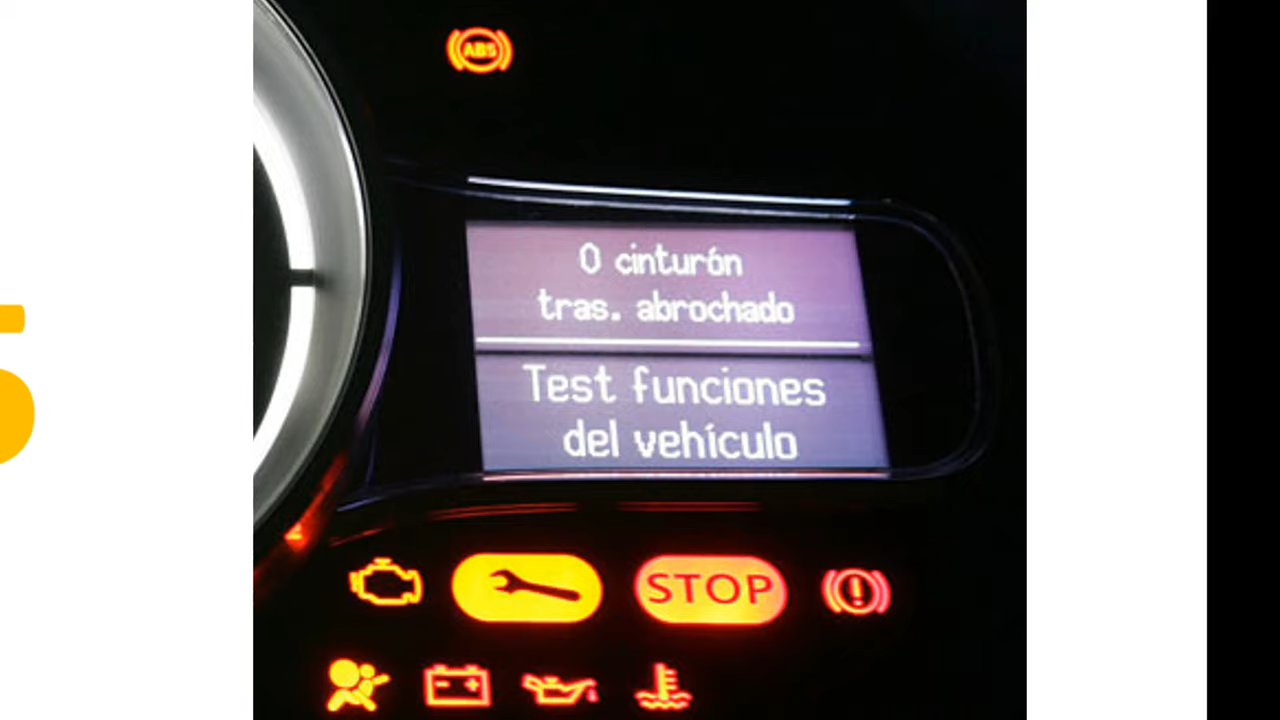 ABS
0 cinturón
tras. abrochado
Test funciones
del vehículo
STOP